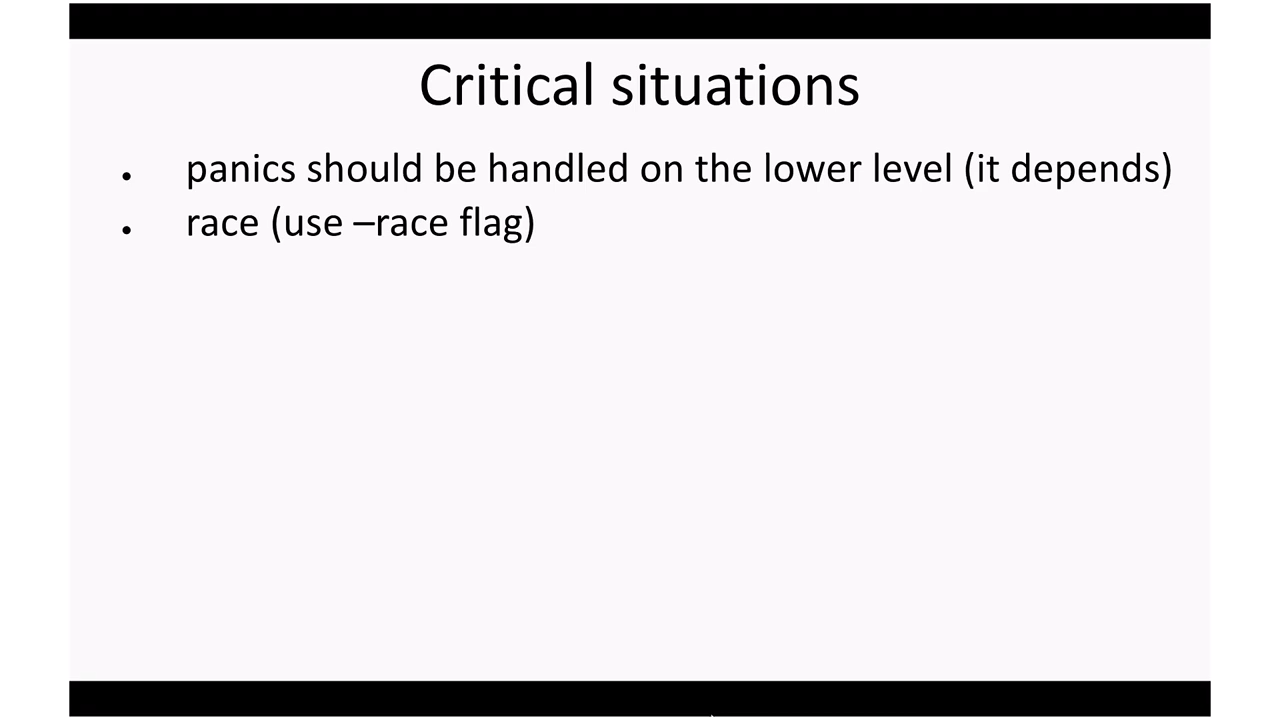 Critical situations
• panics should be handled on the lower level (it depends)
• race (use –race flag)